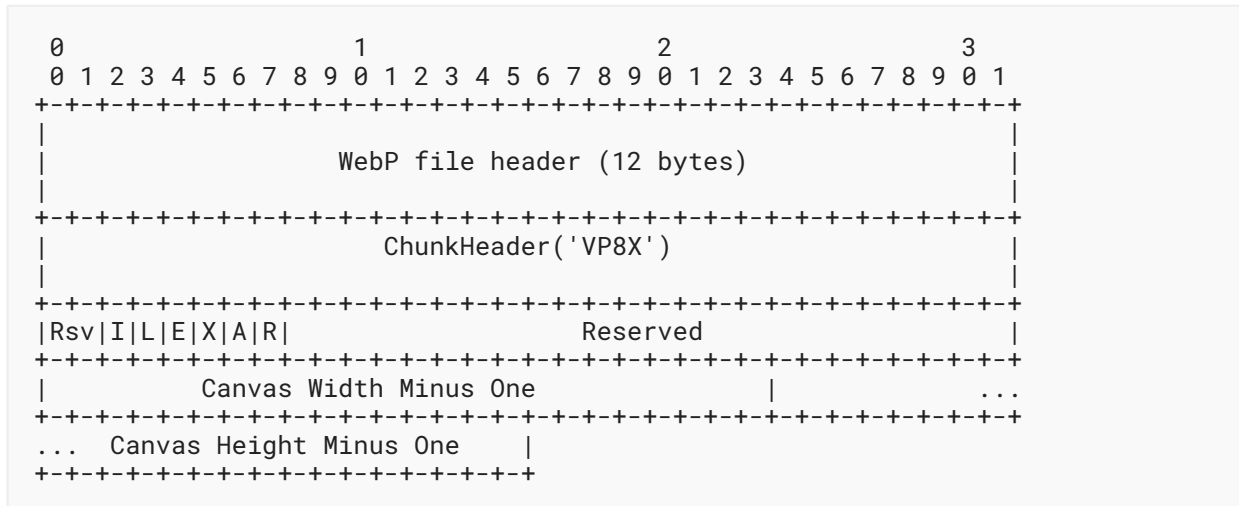 0                   1                   2                   3
 0 1 2 3 4 5 6 7 8 9 0 1 2 3 4 5 6 7 8 9 0 1 2 3 4 5 6 7 8 9 0 1
+-+-+-+-+-+-+-+-+-+-+-+-+-+-+-+-+-+-+-+-+-+-+-+-+-+-+-+-+-+-+-+-+
|                                                               |
|                   WebP file header (12 bytes)                 |
|                                                               |
+-+-+-+-+-+-+-+-+-+-+-+-+-+-+-+-+-+-+-+-+-+-+-+-+-+-+-+-+-+-+-+-+
|                      ChunkHeader('VP8X')                      |
|                                                               |
+-+-+-+-+-+-+-+-+-+-+-+-+-+-+-+-+-+-+-+-+-+-+-+-+-+-+-+-+-+-+-+-+
|Rsv|I|L|E|X|A|R|                   Reserved                    |
+-+-+-+-+-+-+-+-+-+-+-+-+-+-+-+-+-+-+-+-+-+-+-+-+-+-+-+-+-+-+-+-+
|          Canvas Width Minus One               |             ...
+-+-+-+-+-+-+-+-+-+-+-+-+-+-+-+-+-+-+-+-+-+-+-+-+-+-+-+-+-+-+-+-+
...  Canvas Height Minus One    |
+-+-+-+-+-+-+-+-+-+-+-+-+-+-+-+-+